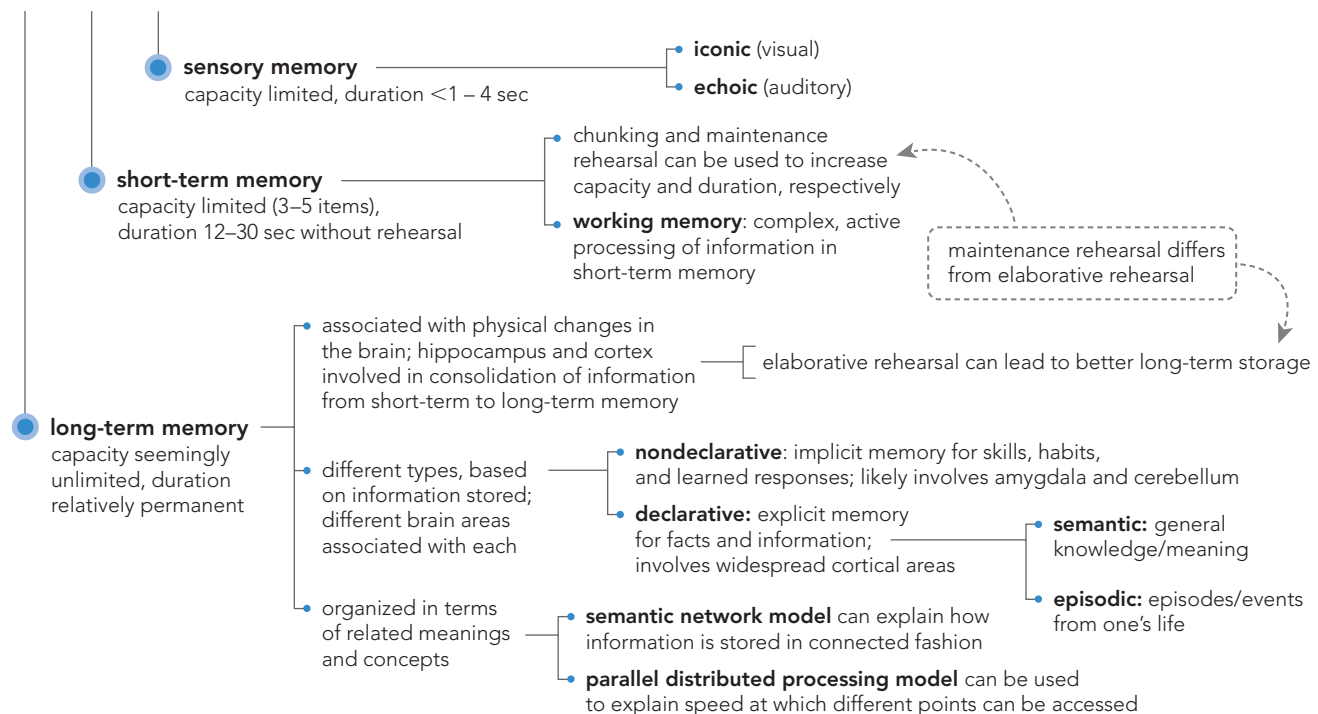 sensory memory
capacity limited, duration <1 – 4 sec
iconic (visual)
echoic (auditory)
short-term memory
capacity limited (3–5 items),
duration 12–30 sec without rehearsal
chunking and maintenance
rehearsal can be used to increase
capacity and duration, respectively
working memory: complex, active
processing of information in
short-term memory
maintenance rehearsal differs
from elaborative rehearsal
long-term memory
capacity seemingly
unlimited, duration
relatively permanent
associated with physical changes in
the brain; hippocampus and cortex
involved in consolidation of information
from short-term to long-term memory
elaborative rehearsal can lead to better long-term storage
different types, based
on information stored;
different brain areas
associated with each
nondeclarative: implicit memory for skills, habits,
and learned responses; likely involves amygdala and cerebellum
declarative: explicit memory
for facts and information;
involves widespread cortical areas
semantic: general
knowledge/meaning
episodic: episodes/events
from one's life
organized in terms
of related meanings
and concepts
semantic network model can explain how
information is stored in connected fashion
parallel distributed processing model can be used
to explain speed at which different points can be accessed